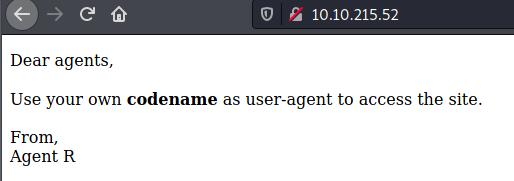 10.10.215.52
Dear agents,
Use your own codename as user-agent to access the site.
From,
Agent R